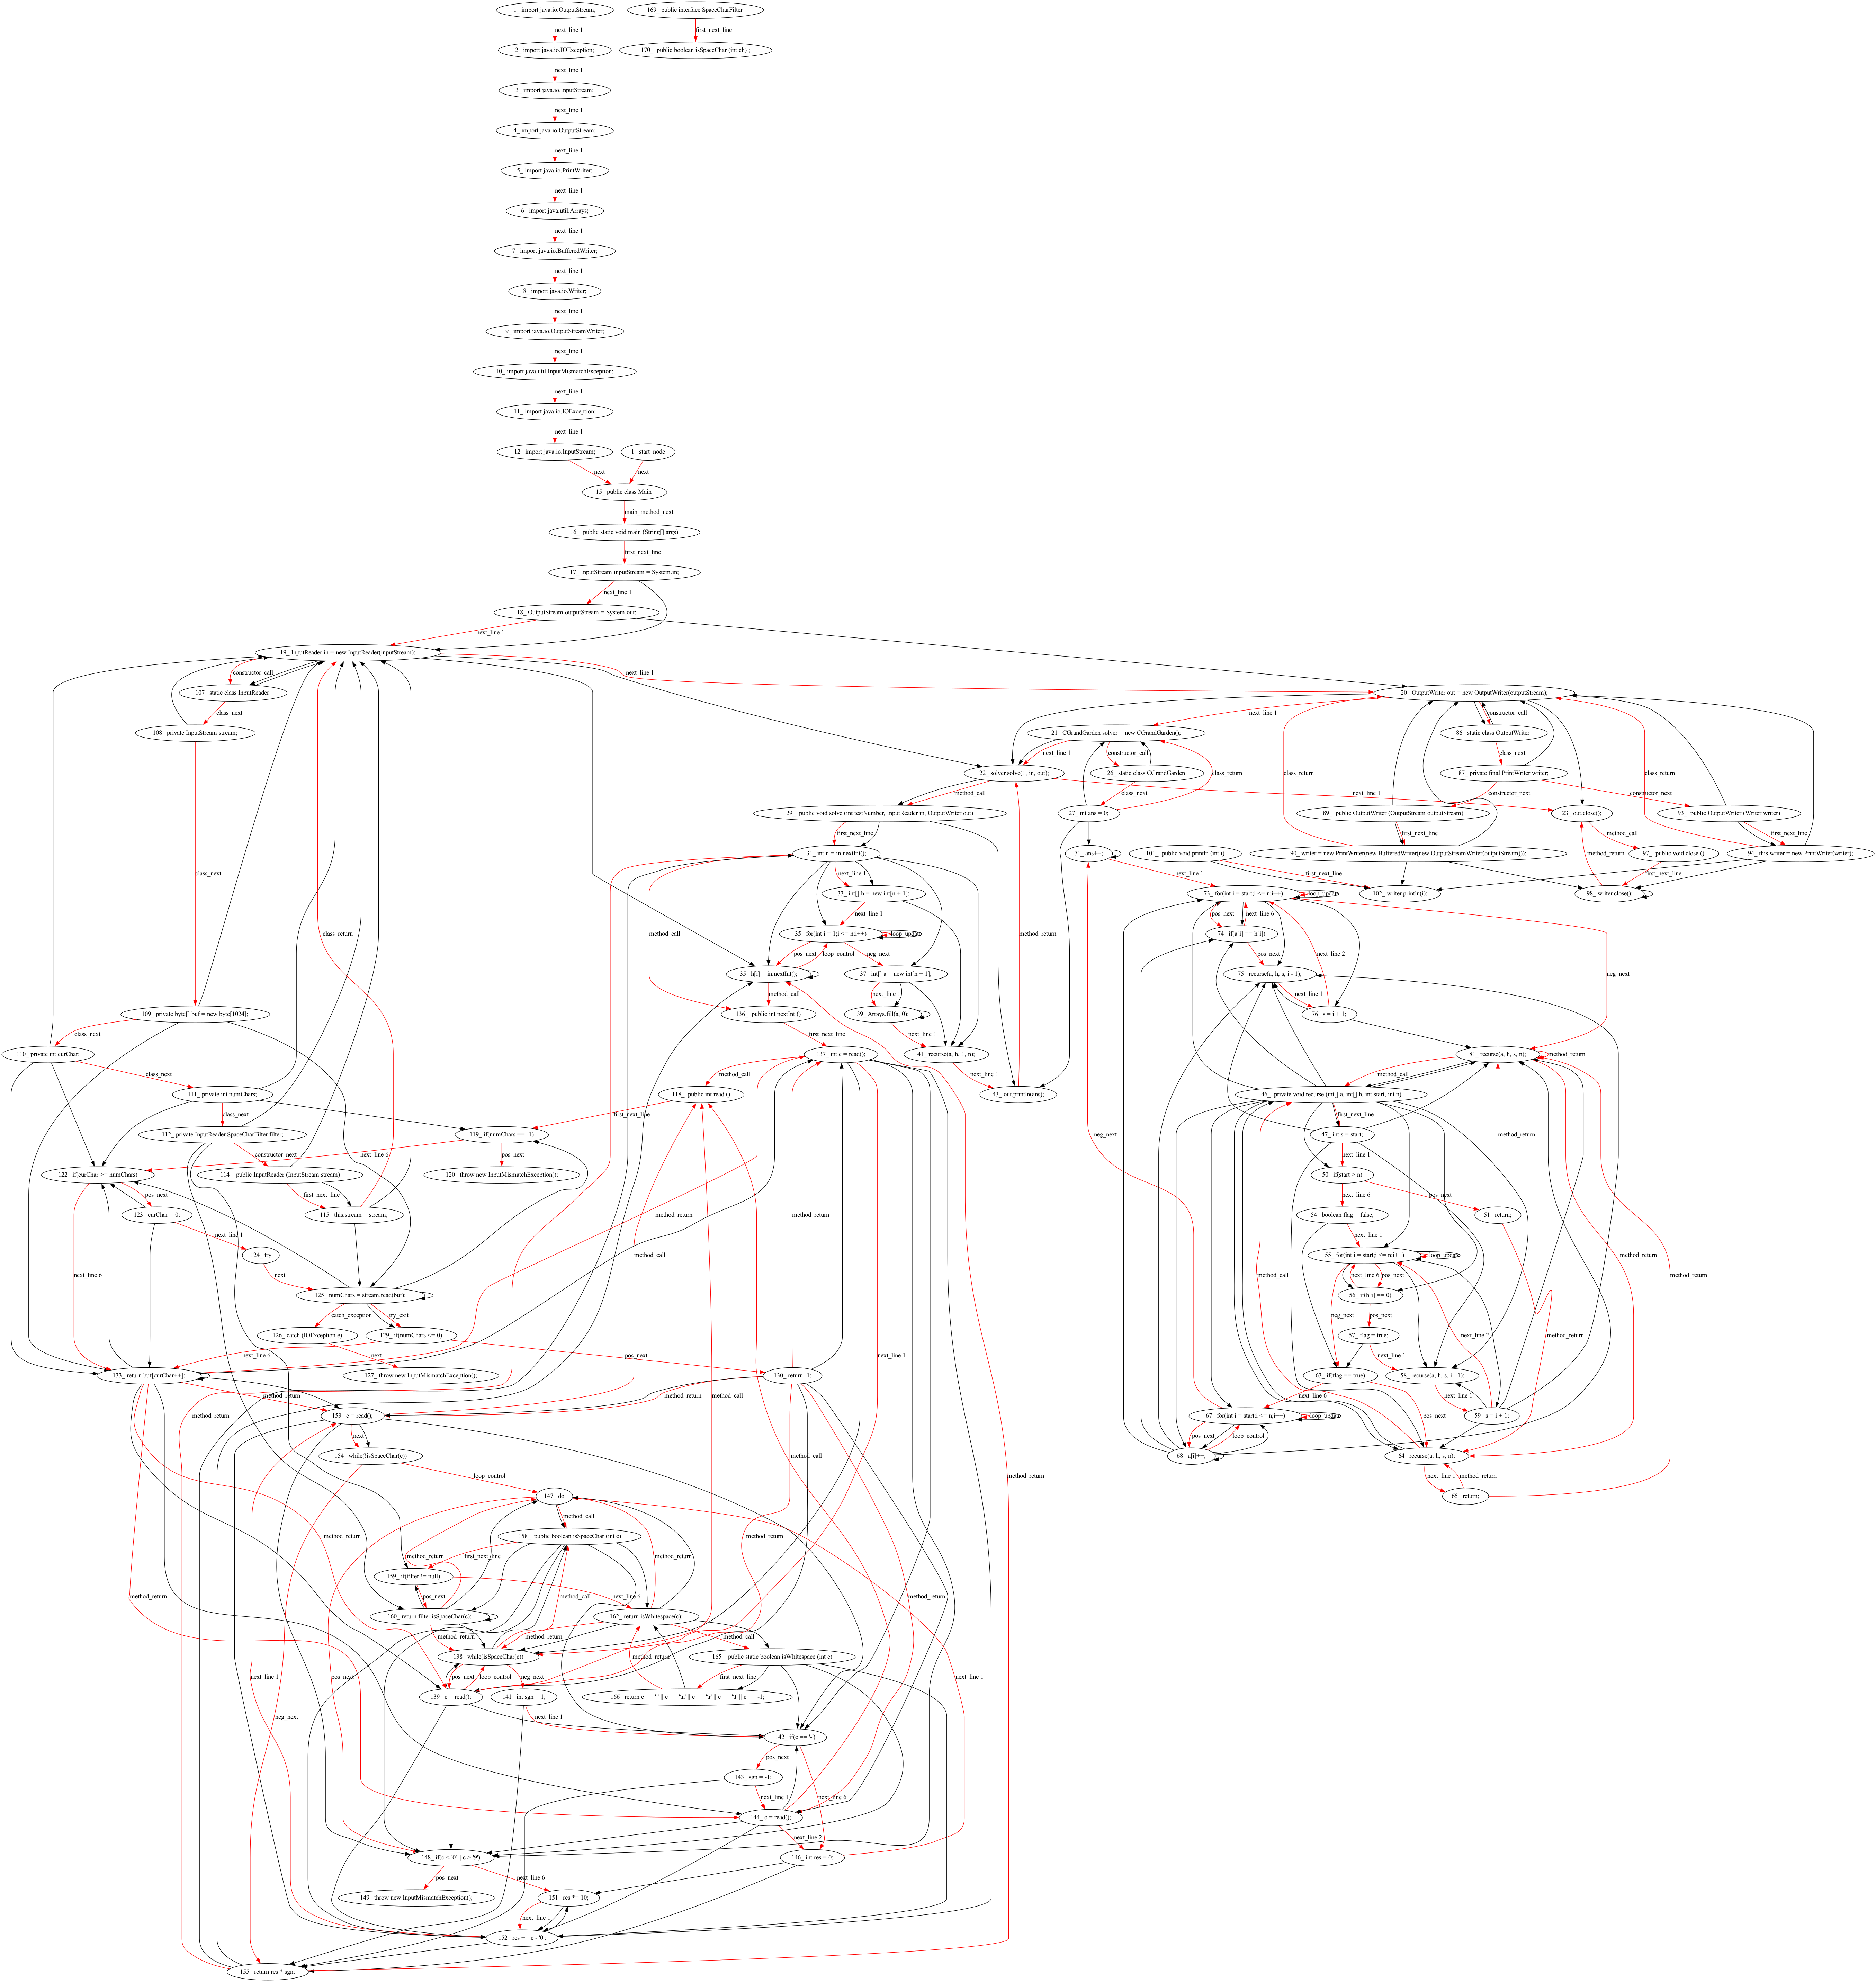 1_ import java.io.OutputStream;
169_ public interface SpaceCharFilter
next_line 1
first_next_line
2_ import java.io.IOException;
170_ public boolean isSpaceChar (int ch) ;
next_line 1
3_ import java.io.InputStream;
next_line 1
4_ import java.io.OutputStream;
next_line 1
5_ import java.io.PrintWriter;
next_line 1
6_ import java.util.Arrays;
next_line 1
7_ import java.io.BufferedWriter;
next_line 1
8_ import java.io.Writer;
next_line 1
9_ import java.io.OutputStreamWriter;
next_line 1
10_ import java.util.InputMismatchException;
next_line 1
11_ import java.io.IOException;
next_line 1
12_ import java.io.InputStream;
1_ start_node
next
next
15_ public class Main
main_method_next
16_ public static void main (String[] args)
first_next_line
17_ InputStream inputStream = System.in;
next_line 1
18_ OutputStream outputStream = System.out;
next_line 1
19_ InputReader in = new InputReader(inputStream);
constructor_call
next_line 1
107_ static class InputReader
20_ OutputWriter out = new OutputWriter(outputStream);
class_next
next_line 1
constructor_call
108_ private InputStream stream;
21_ CGrandGarden solver = new CGrandGarden();
86_ static class OutputWriter
next_line 1
constructor_call
class_next
22_ solver.solve(1, in, out);
26_ static class CGrandGarden
class_return
87_ private final PrintWriter writer;
class_return
class_return
method_call
class_next
next_line 1
constructor_next
constructor_next
29_ public void solve (int testNumber, InputReader in, OutputWriter out)
27_ int ans = 0;
89_ public OutputWriter (OutputStream outputStream)
23_ out.close();
93_ public OutputWriter (Writer writer)
first_next_line
first_next_line
method_call
first_next_line
31_ int n = in.nextInt();
71_ ans++;
101_ public void println (int i)
90_ writer = new PrintWriter(new BufferedWriter(new OutputStreamWriter(outputStream)));
method_return
97_ public void close ()
94_ this.writer = new PrintWriter(writer);
class_next
next_line 1
next_line 1
first_next_line
first_next_line
33_ int[] h = new int[n + 1];
73_ for(int i = start;i <= n;i++)
loop_update
102_ writer.println(i);
98_ writer.close();
class_return
method_call
next_line 1
pos_next
next_line 6
method_return
35_ for(int i = 1;i <= n;i++)
loop_update
74_ if(a[i] == h[i])
pos_next
loop_control
neg_next
pos_next
next_line 2
neg_next
35_ h[i] = in.nextInt();
37_ int[] a = new int[n + 1];
75_ recurse(a, h, s, i - 1);
method_call
next_line 1
next_line 1
109_ private byte[] buf = new byte[1024];
136_ public int nextInt ()
39_ Arrays.fill(a, 0);
76_ s = i + 1;
class_next
first_next_line
next_line 1
110_ private int curChar;
137_ int c = read();
41_ recurse(a, h, 1, n);
81_ recurse(a, h, s, n);
method_return
class_next
method_call
next_line 1
method_call
111_ private int numChars;
118_ public int read ()
43_ out.println(ans);
46_ private void recurse (int[] a, int[] h, int start, int n)
class_next
first_next_line
first_next_line
112_ private InputReader.SpaceCharFilter filter;
119_ if(numChars == -1)
neg_next
47_ int s = start;
method_return
constructor_next
next_line 6
pos_next
next_line 1
122_ if(curChar >= numChars)
114_ public InputReader (InputStream stream)
120_ throw new InputMismatchException();
50_ if(start > n)
pos_next
first_next_line
next_line 6
pos_next
123_ curChar = 0;
115_ this.stream = stream;
method_return
method_return
54_ boolean flag = false;
51_ return;
next_line 1
method_call
next_line 1
124_ try
55_ for(int i = start;i <= n;i++)
loop_update
method_return
method_return
next_line 6
next
method_call
next_line 6
pos_next
125_ numChars = stream.read(buf);
56_ if(h[i] == 0)
catch_exception
try_exit
neg_next
pos_next
next_line 2
method_return
126_ catch (IOException e)
129_ if(numChars <= 0)
57_ flag = true;
next
next_line 6
pos_next
next_line 1
next_line 1
133_ return buf[curChar++];
127_ throw new InputMismatchException();
130_ return -1;
63_ if(flag == true)
58_ recurse(a, h, s, i - 1);
method_return
method_return
method_return
method_call
next_line 6
pos_next
next_line 1
153_ c = read();
67_ for(int i = start;i <= n;i++)
loop_update
59_ s = i + 1;
next
method_call
pos_next
loop_control
154_ while(!isSpaceChar(c))
68_ a[i]++;
64_ recurse(a, h, s, n);
loop_control
method_return
next_line 1
method_return
147_ do
65_ return;
method_call
method_return
158_ public boolean isSpaceChar (int c)
method_return
method_return
first_next_line
method_return
method_return
159_ if(filter != null)
method_return
pos_next
method_call
next_line 6
160_ return filter.isSpaceChar(c);
162_ return isWhitespace(c);
method_return
method_return
method_call
138_ while(isSpaceChar(c))
165_ public static boolean isWhitespace (int c)
next_line 1
pos_next
pos_next
loop_control
neg_next
method_return
first_next_line
next_line 1
139_ c = read();
141_ int sgn = 1;
166_ return c == ' ' || c == '\n' || c == '\r' || c == '\t' || c == -1;
neg_next
next_line 1
142_ if(c == '-')
pos_next
143_ sgn = -1;
next_line 1
next_line 6
144_ c = read();
next_line 2
148_ if(c < '0' || c > '9')
146_ int res = 0;
pos_next
next_line 6
149_ throw new InputMismatchException();
151_ res *= 10;
next_line 1
152_ res += c - '0';
155_ return res * sgn;